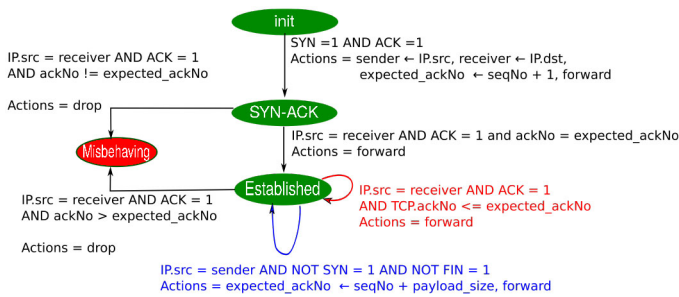 init
SYN =1 AND ACK =1
Actions = sender ← IP.src, receiver ← IP.dst,
expected_ackNo ← seqNo + 1, forward
IP.src = receiver AND ACK = 1
AND ackNo != expected_ackNo
Actions = drop
SYN-ACK
IP.src = receiver AND ACK = 1 and ackNo = expected_ackNo
Actions = forward
Misbehaving
Established
IP.src = receiver AND ACK = 1
AND TCP.ackNo <= expected_ackNo
Actions = forward
IP.src = receiver AND ACK = 1
AND ackNo > expected_ackNo
Actions = drop
IP.src = sender AND NOT SYN = 1 AND NOT FIN = 1
Actions = expected_ackNo ← seqNo + payload_size, forward